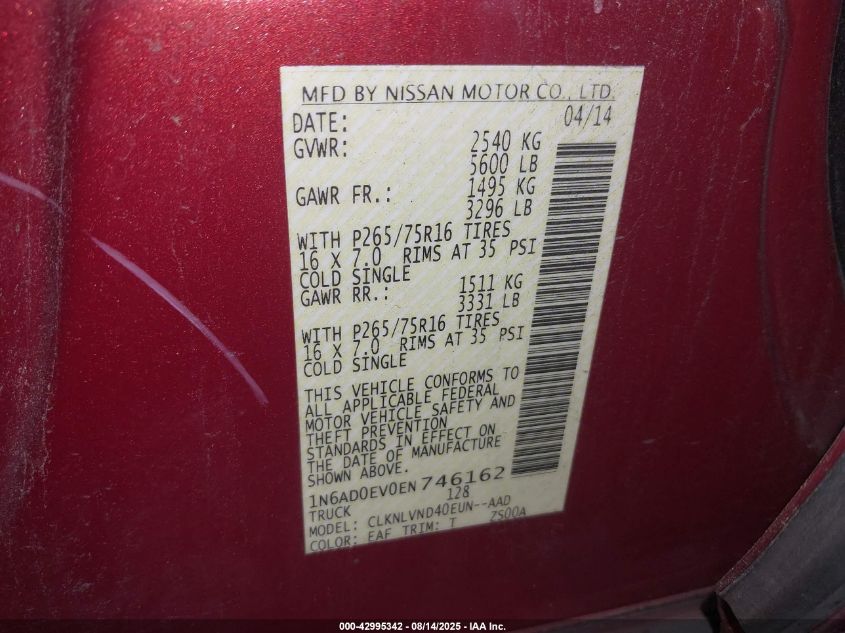 MFD BY NISSAN MOTOR CO., LTD.
DATE: 04/14
GVWR: 2540 KG
5600 LB
GAWR FR.: 1495 KG
3296 LB
WITH P265/75R16 TIRES
16 X 7.0 RIMS AT 35 PSI
COLD SINGLE
GAWR RR.: 1511 KG
3331 LB
WITH P265/75R16 TIRES
16 X 7.0 RIMS AT 35 PSI
COLD SINGLE
THIS VEHICLE CONFORMS TO
ALL APPLICABLE FEDERAL
MOTOR VEHICLE SAFETY AND
THEFT PREVENTION
STANDARDS IN EFFECT ON
THE DATE OF MANUFACTURE
SHOWN ABOVE.
1N6AD0EV0EN746162
TRUCK 128
MODEL: CLKNLVND40EUN--AAD
COLOR: EAF TRIM: T ZS00A
000-42995342 - 08/14/2025 - IAA Inc.